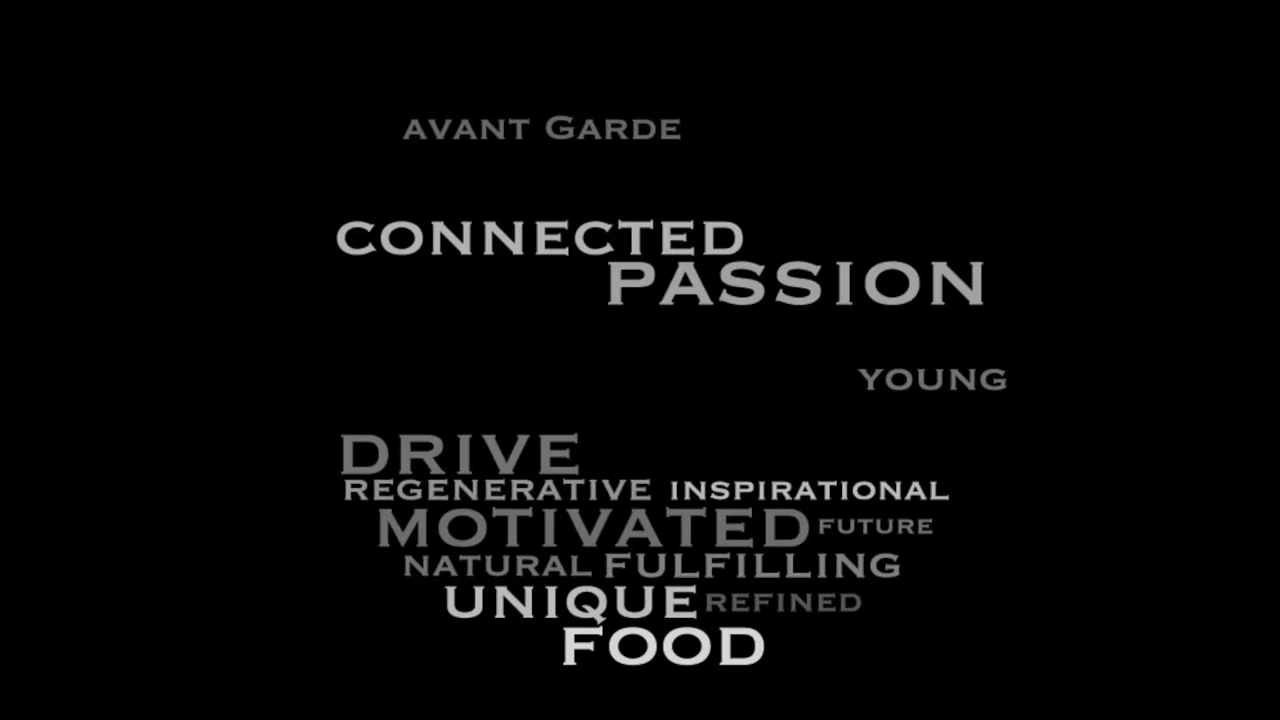 AVANT GARDE
CONNECTED
PASSION
YOUNG
DRIVE
REGENERATIVE INSPIRATIONAL
MOTIVATED FUTURE
NATURAL FULFILLING
UNIQUE REFINED
FOOD